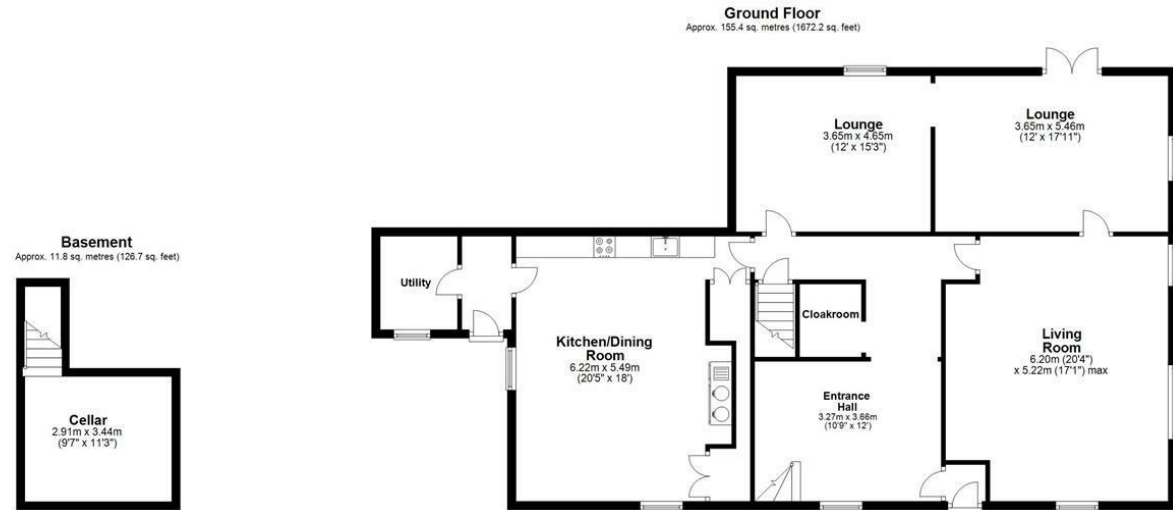 Ground Floor
Approx. 155.4 sq. metres (1672.2 sq. feet)
Lounge
3.65m x 4.65m
(12' x 15'3")
Lounge
3.65m x 5.46m
(12' x 17'11")
Basement
Approx. 11.8 sq. metres (126.7 sq. feet)
Utility
Cloakroom
Kitchen/Dining
Room
6.22m x 5.49m
(20'5" x 18')
Living
Room
6.20m (20'4")
x 5.22m (17'1") max
Entrance
Hall
3.27m x 3.66m
(10'9" x 12')
Cellar
2.91m x 3.44m
(9'7" x 11'3")